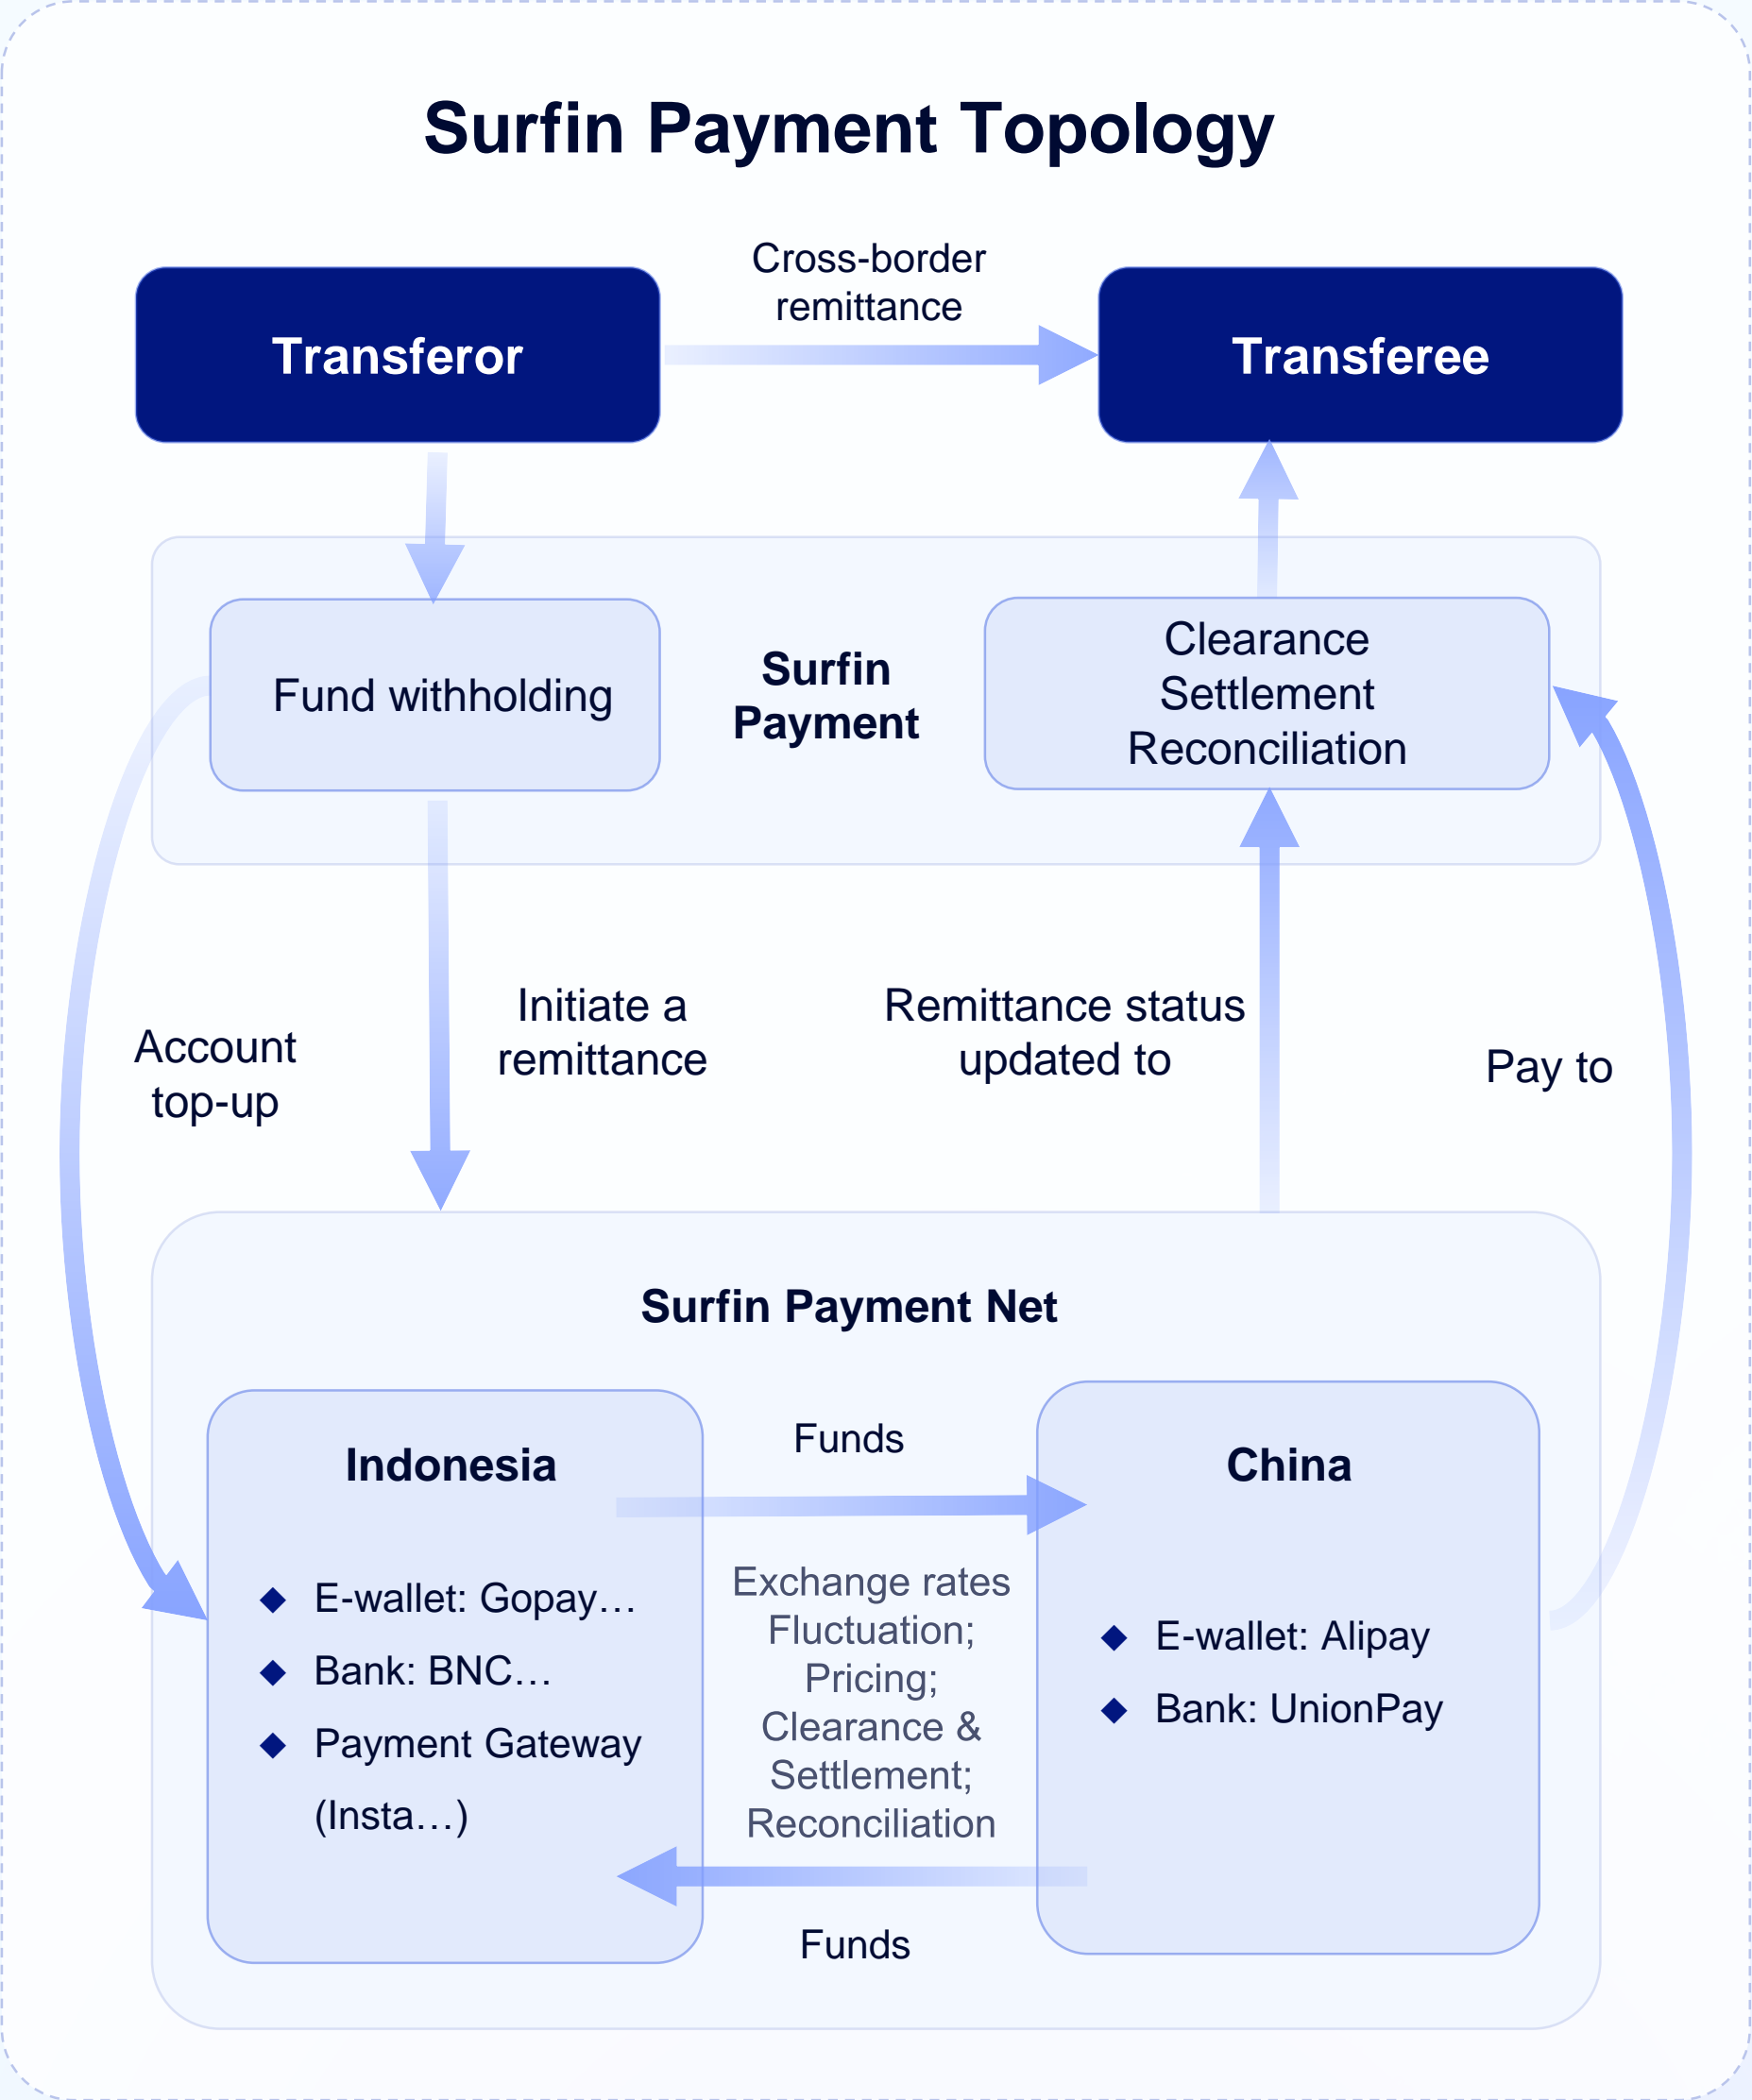 Surfin Payment Topology
Cross-border
remittance
Transferor
Transferee
Fund withholding
Surfin
Payment
Clearance
Settlement
Reconciliation
Account
top-up
Initiate a
remittance
Remittance status
updated to
Pay to
Surfin Payment Net
Indonesia
E-wallet: Gopay…
Bank: BNC…
Payment Gateway
(Insta…)
Funds
Exchange rates
Fluctuation;
Pricing;
Clearance &
Settlement;
Reconciliation
Funds
China
E-wallet: Alipay
Bank: UnionPay